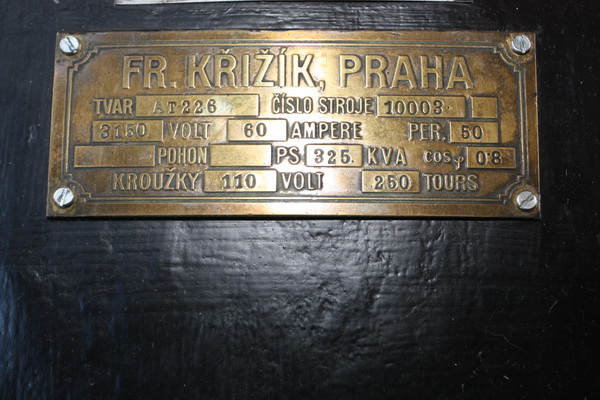 FR. KŘIŽÍK, PRAHA
TVAR AT226 ČÍSLO STROJE 10003
3150 VOLT 60 AMPERE PER. 50
POHON PS 325. KVA cosφ 0'8
KROUŽKY 110 VOLT 250 TOURS